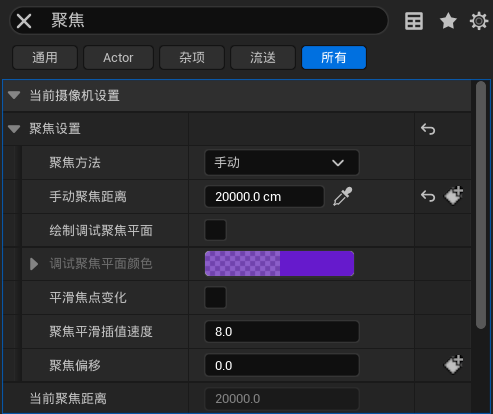 聚焦
通用 Actor 杂项 流送 所有
当前摄像机设置
聚焦设置
聚焦方法 手动
手动聚焦距离 20000.0 cm
绘制调试聚焦平面
调试聚焦平面颜色
平滑焦点变化
聚焦平滑插值速度 8.0
聚焦偏移 0.0
当前聚焦距离 20000.0